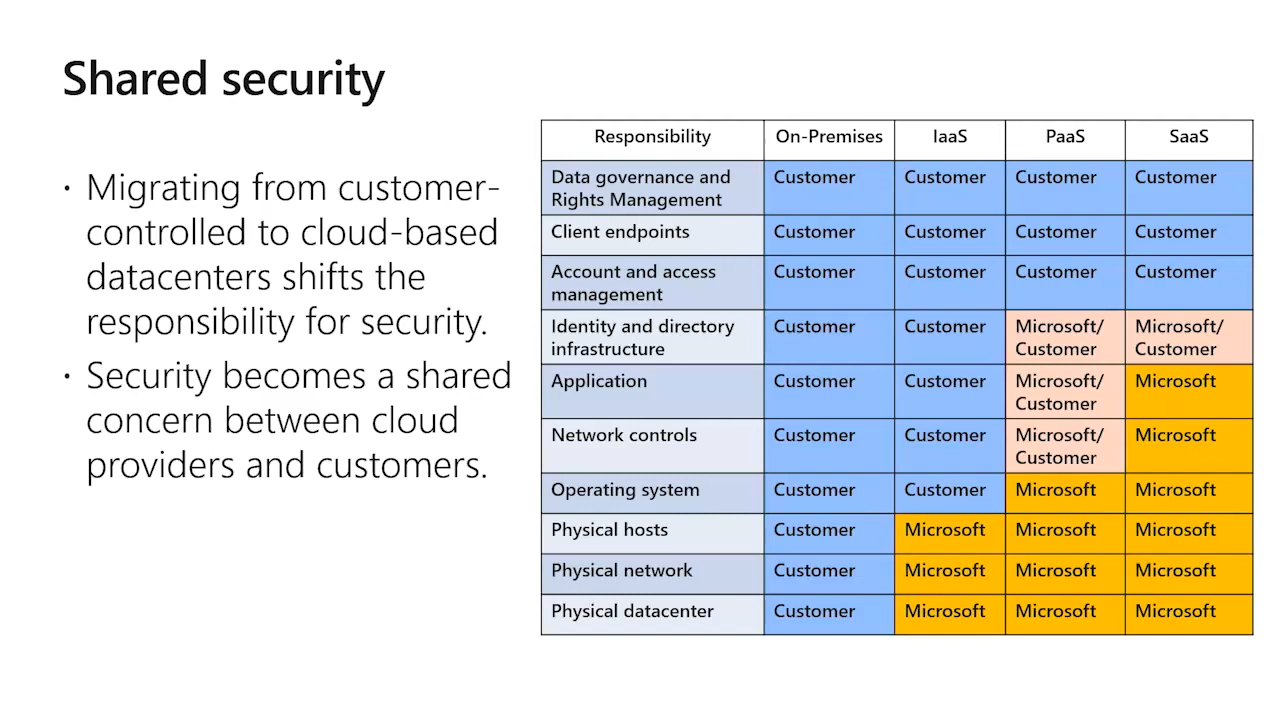 Shared security
· Migrating from customer-
controlled to cloud-based
datacenters shifts the
responsibility for security.
· Security becomes a shared
concern between cloud
providers and customers.
Responsibility On-Premises IaaS PaaS SaaS
Data governance and Customer Customer Customer Customer
Rights Management
Client endpoints Customer Customer Customer Customer
Account and access Customer Customer Customer Customer
management
Identity and directory Customer Customer Microsoft/ Microsoft/
infrastructure Customer Customer
Application Customer Customer Microsoft/ Microsoft
Customer
Network controls Customer Customer Microsoft/ Microsoft
Customer
Operating system Customer Customer Microsoft Microsoft
Physical hosts Customer Microsoft Microsoft Microsoft
Physical network Customer Microsoft Microsoft Microsoft
Physical datacenter Customer Microsoft Microsoft Microsoft